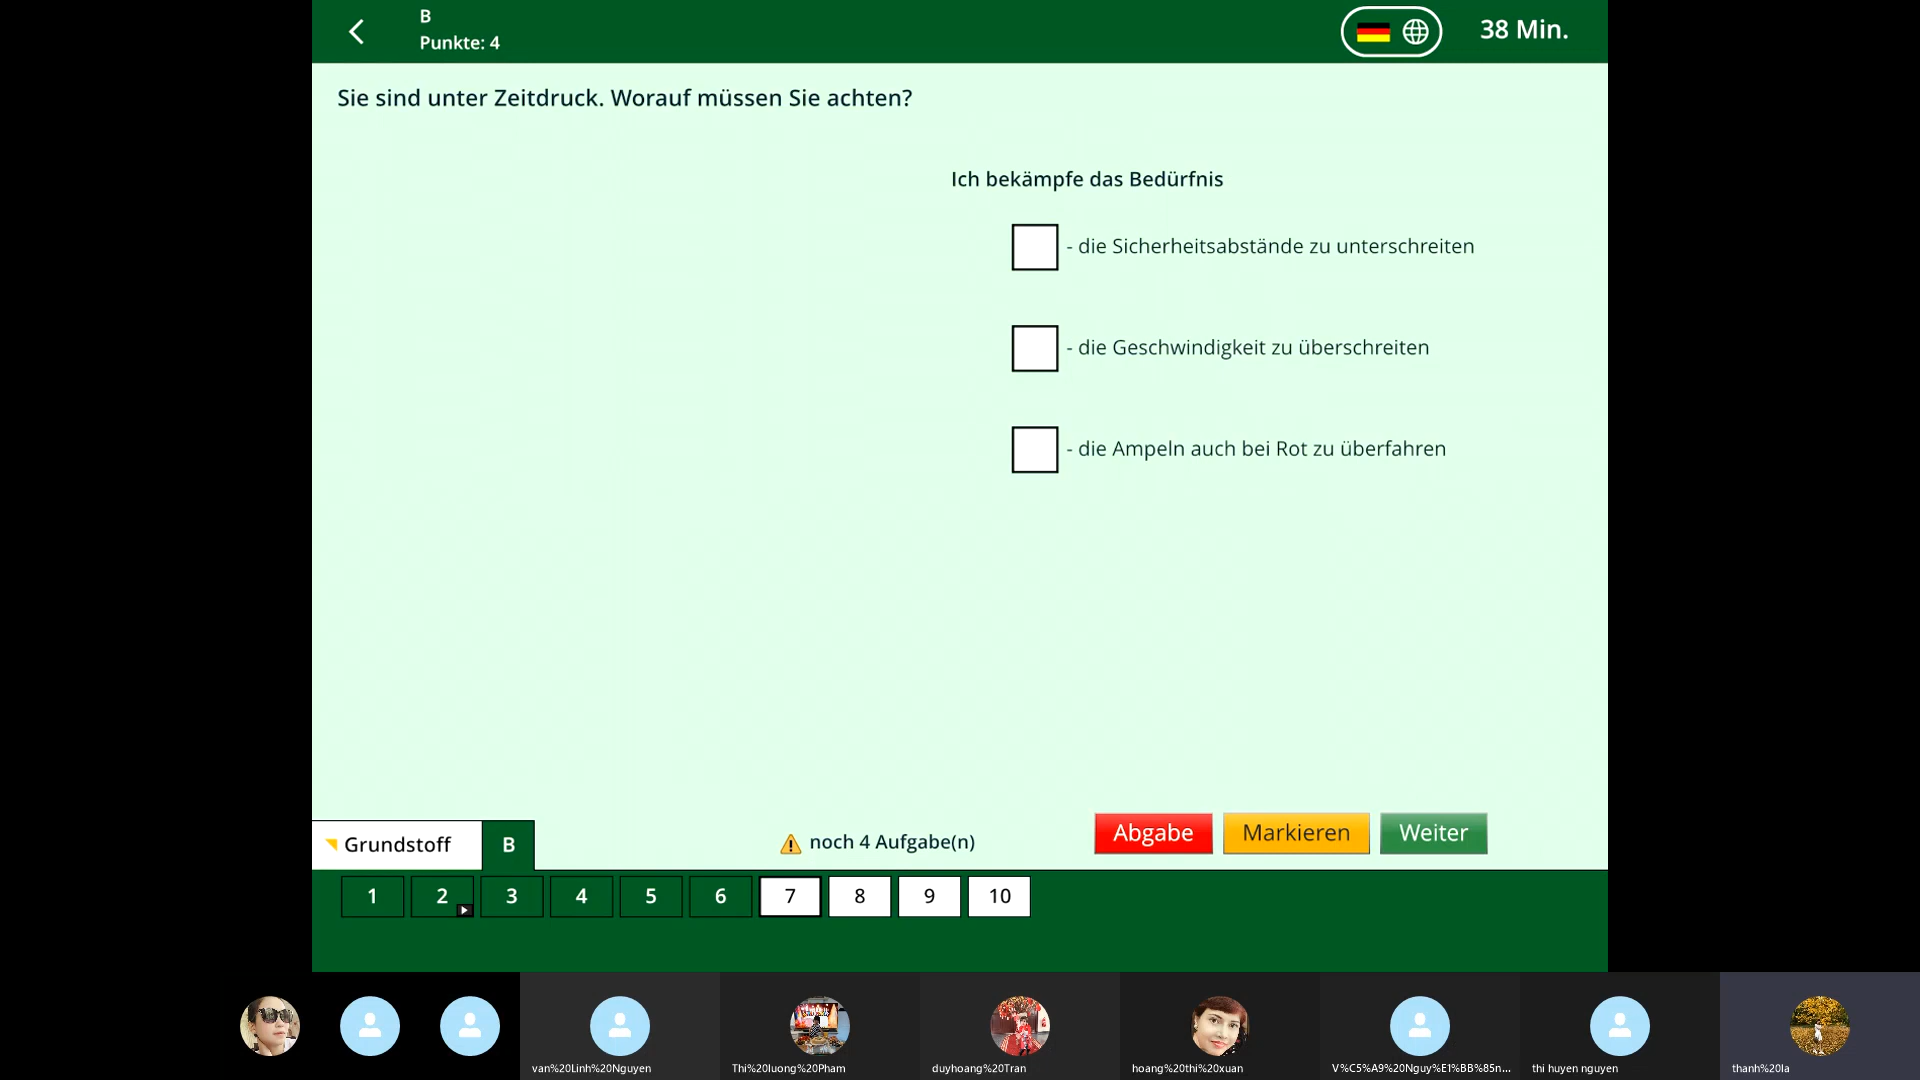 B
Punkte: 4
38 Min.
Sie sind unter Zeitdruck. Worauf müssen Sie achten?
Ich bekämpfe das Bedürfnis
- die Sicherheitsabstände zu unterschreiten
- die Geschwindigkeit zu überschreiten
- die Ampeln auch bei Rot zu überfahren
Grundstoff
B
noch 4 Aufgabe(n)
Abgabe
Markieren
Weiter
1 2 3 4 5 6 7 8 9 10
van%20Linh%20Nguyen
Thi%20luong%20Pham
duyhoang%20Tran
hoang%20thi%20xuan
V%C5%A9%20Nguy%E1%BB%85n...
thi huyen nguyen
thanh%20la